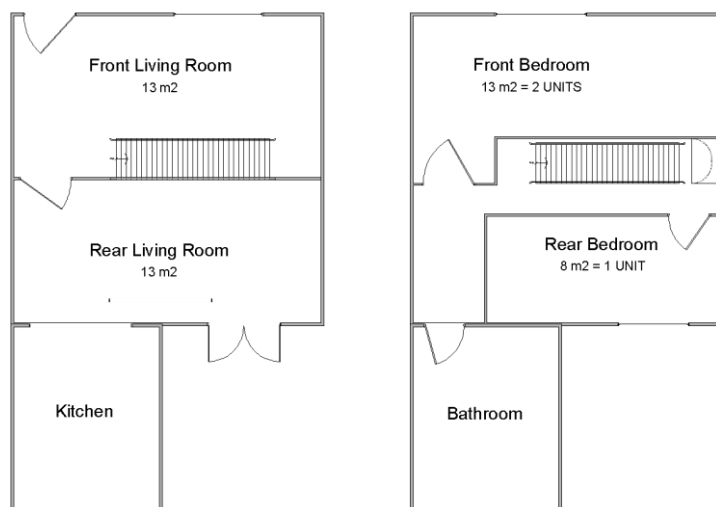 Front Living Room
13 m2
Rear Living Room
13 m2
Kitchen
Front Bedroom
13 m2 = 2 UNITS
Rear Bedroom
8 m2 = 1 UNIT
Bathroom